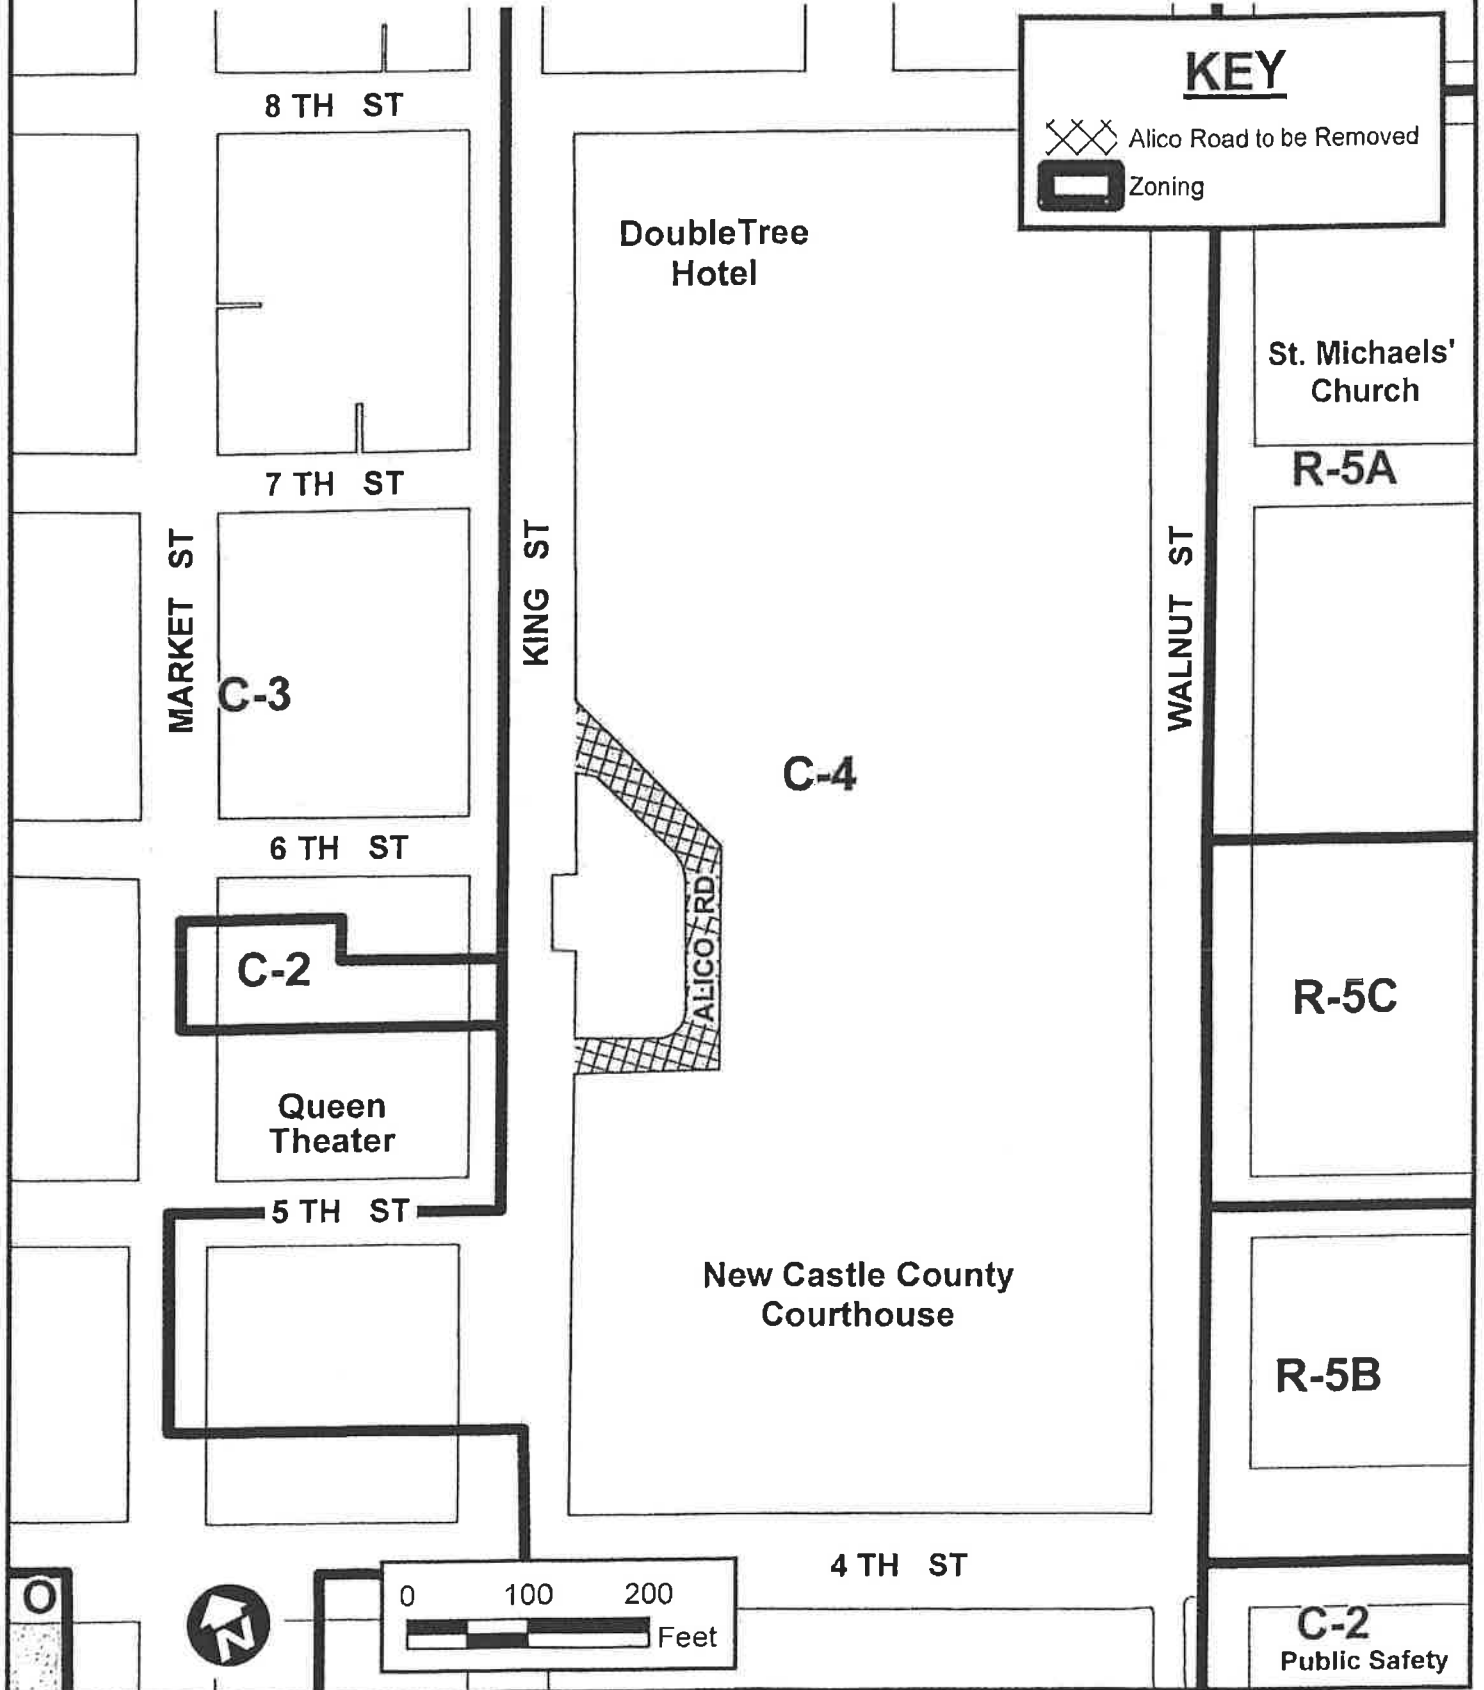 KEY
Alico Road to be Removed
Zoning
8 TH ST
DoubleTree
Hotel
St. Michaels'
Church
R-5A
7 TH ST
MARKET ST
KING ST
WALNUT ST
C-3
C-4
6 TH ST
ALICO RD
C-2
R-5C
Queen
Theater
5 TH ST
New Castle County
Courthouse
R-5B
4 TH ST
O
N
0 100 200
Feet
C-2
Public Safety